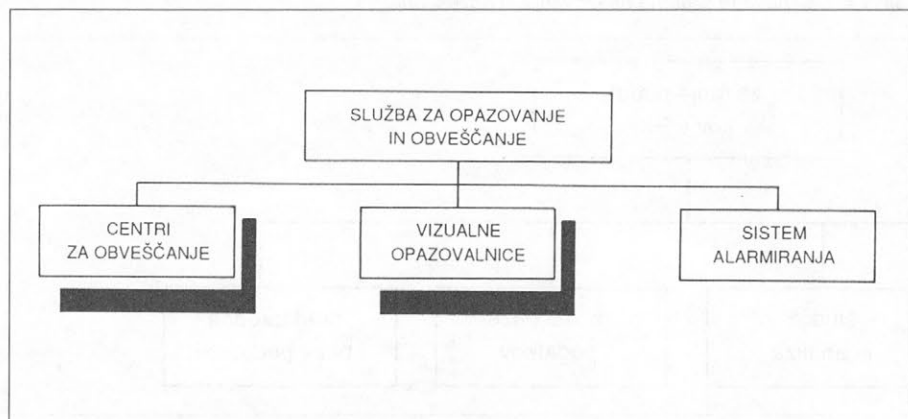 SLUŽBA ZA OPAZOVANJE
IN OBVEŠČANJE
CENTRI
ZA OBVEŠČANJE
VIZUALNE
OPAZOVALNICE
SISTEM
ALARMIRANJA